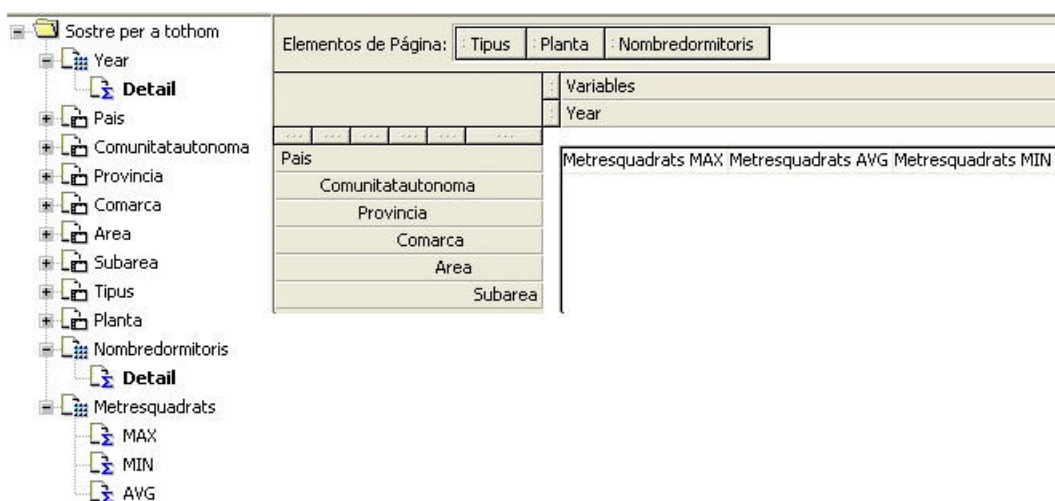 Sostre per a tothom
Year
Detail
Pais
Comunitatautonoma
Provincia
Comarca
Area
Subarea
Tipus
Planta
Nombredormitoris
Detail
Metresquadrats
MAX
MIN
AVG
Elementos de Página: Tipus Planta Nombredormitoris
Variables
Year
Pais
Comunitatautonoma
Provincia
Comarca
Area
Subarea
Metresquadrats MAX Metresquadrats AVG Metresquadrats MIN